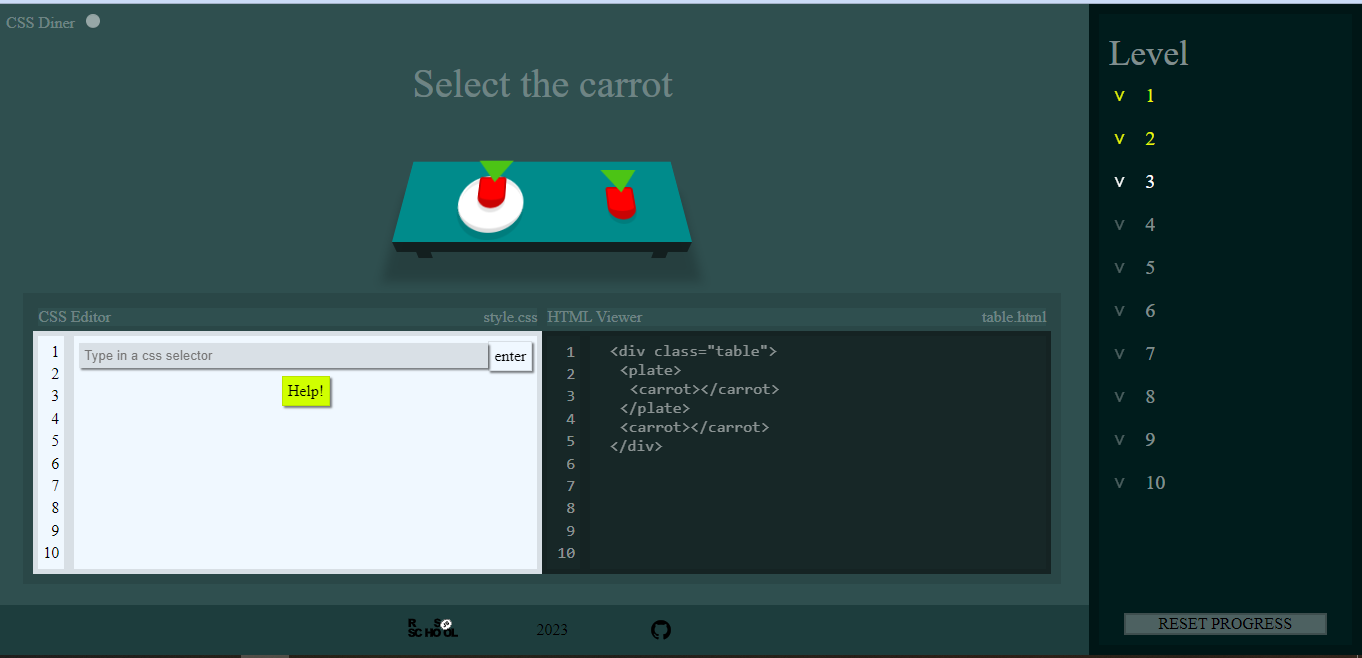 CSS Diner
Select the carrot
CSS Editor style.css
1
2
3
4
5
6
7
8
9
10
Type in a css selector enter
Help!
HTML Viewer table.html
1
2
3
4
5
6
7
8
9
10
<div class="table">
<plate>
<carrot></carrot>
</plate>
<carrot></carrot>
</div>
R S
SCHOOL
2023
Level
v 1
v 2
v 3
v 4
v 5
v 6
v 7
v 8
v 9
v 10
RESET PROGRESS